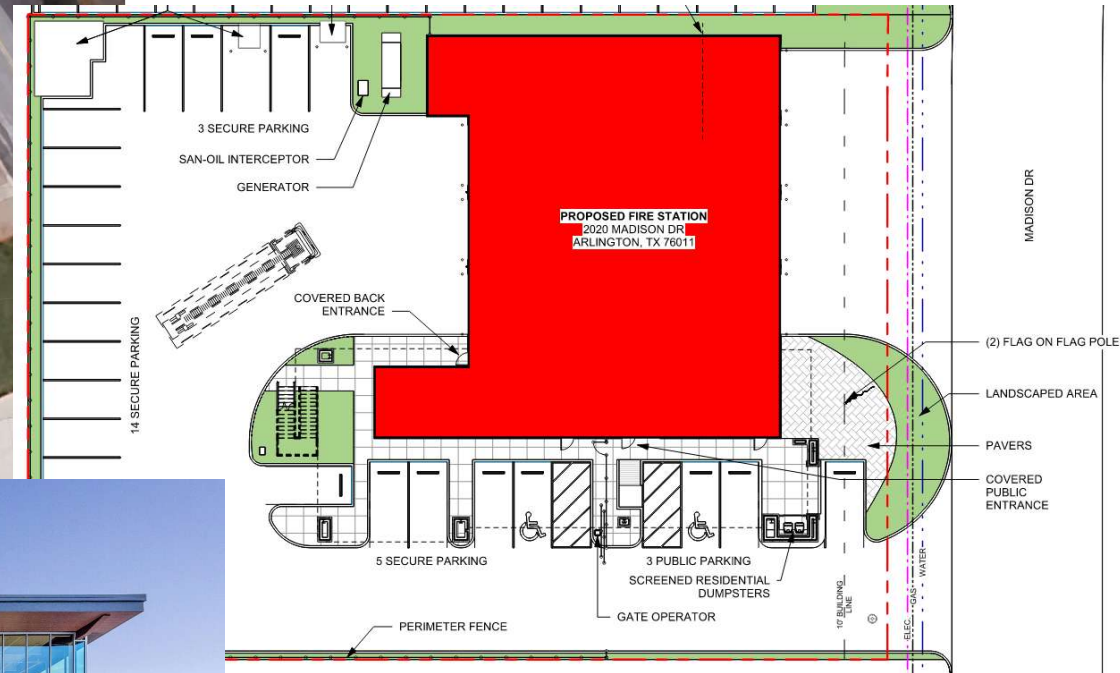 3 SECURE PARKING
SAN-OIL INTERCEPTOR
GENERATOR
PROPOSED FIRE STATION
2020 MADISON DR
ARLINGTON, TX 76011
MADISON DR
COVERED BACK
ENTRANCE
14 SECURE PARKING
(2) FLAG ON FLAG POLE
LANDSCAPED AREA
PAVERS
COVERED
PUBLIC
ENTRANCE
5 SECURE PARKING
3 PUBLIC PARKING
SCREENED RESIDENTIAL
DUMPSTERS
GATE OPERATOR
PERIMETER FENCE
10' BUILDING
LINE
ELEC
GAS
WATER